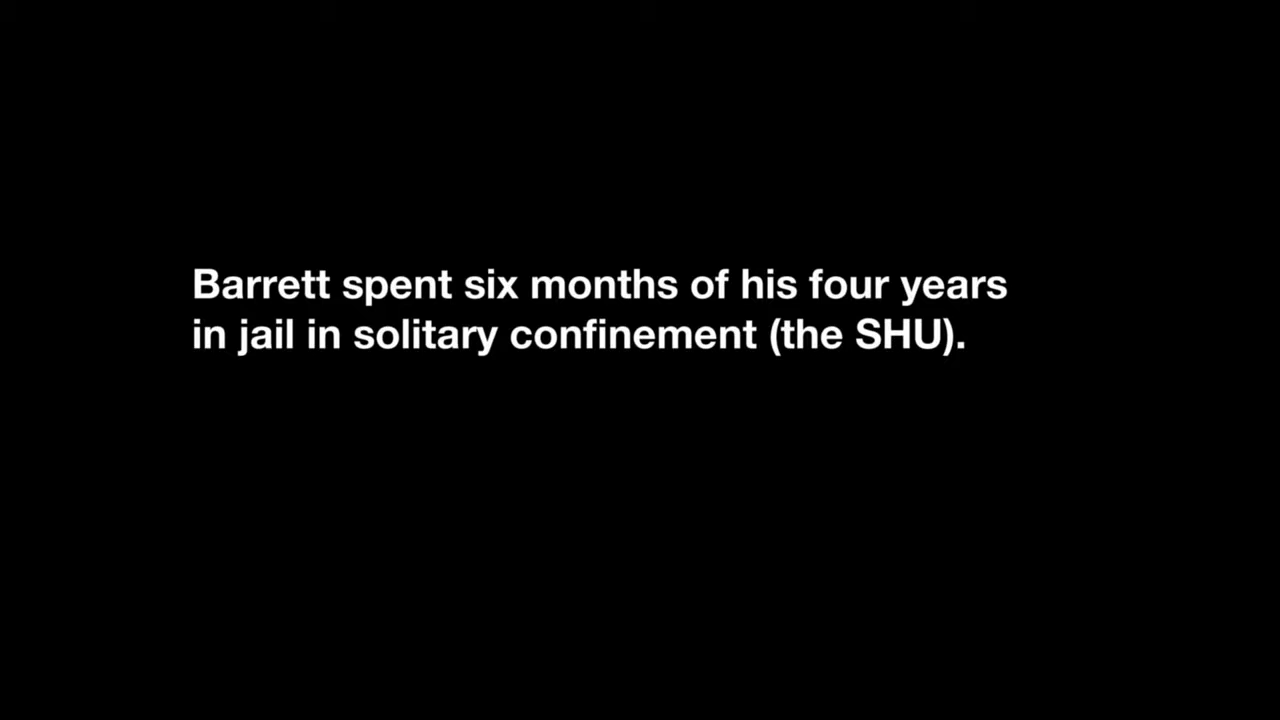 Barrett spent six months of his four years
in jail in solitary confinement (the SHU).